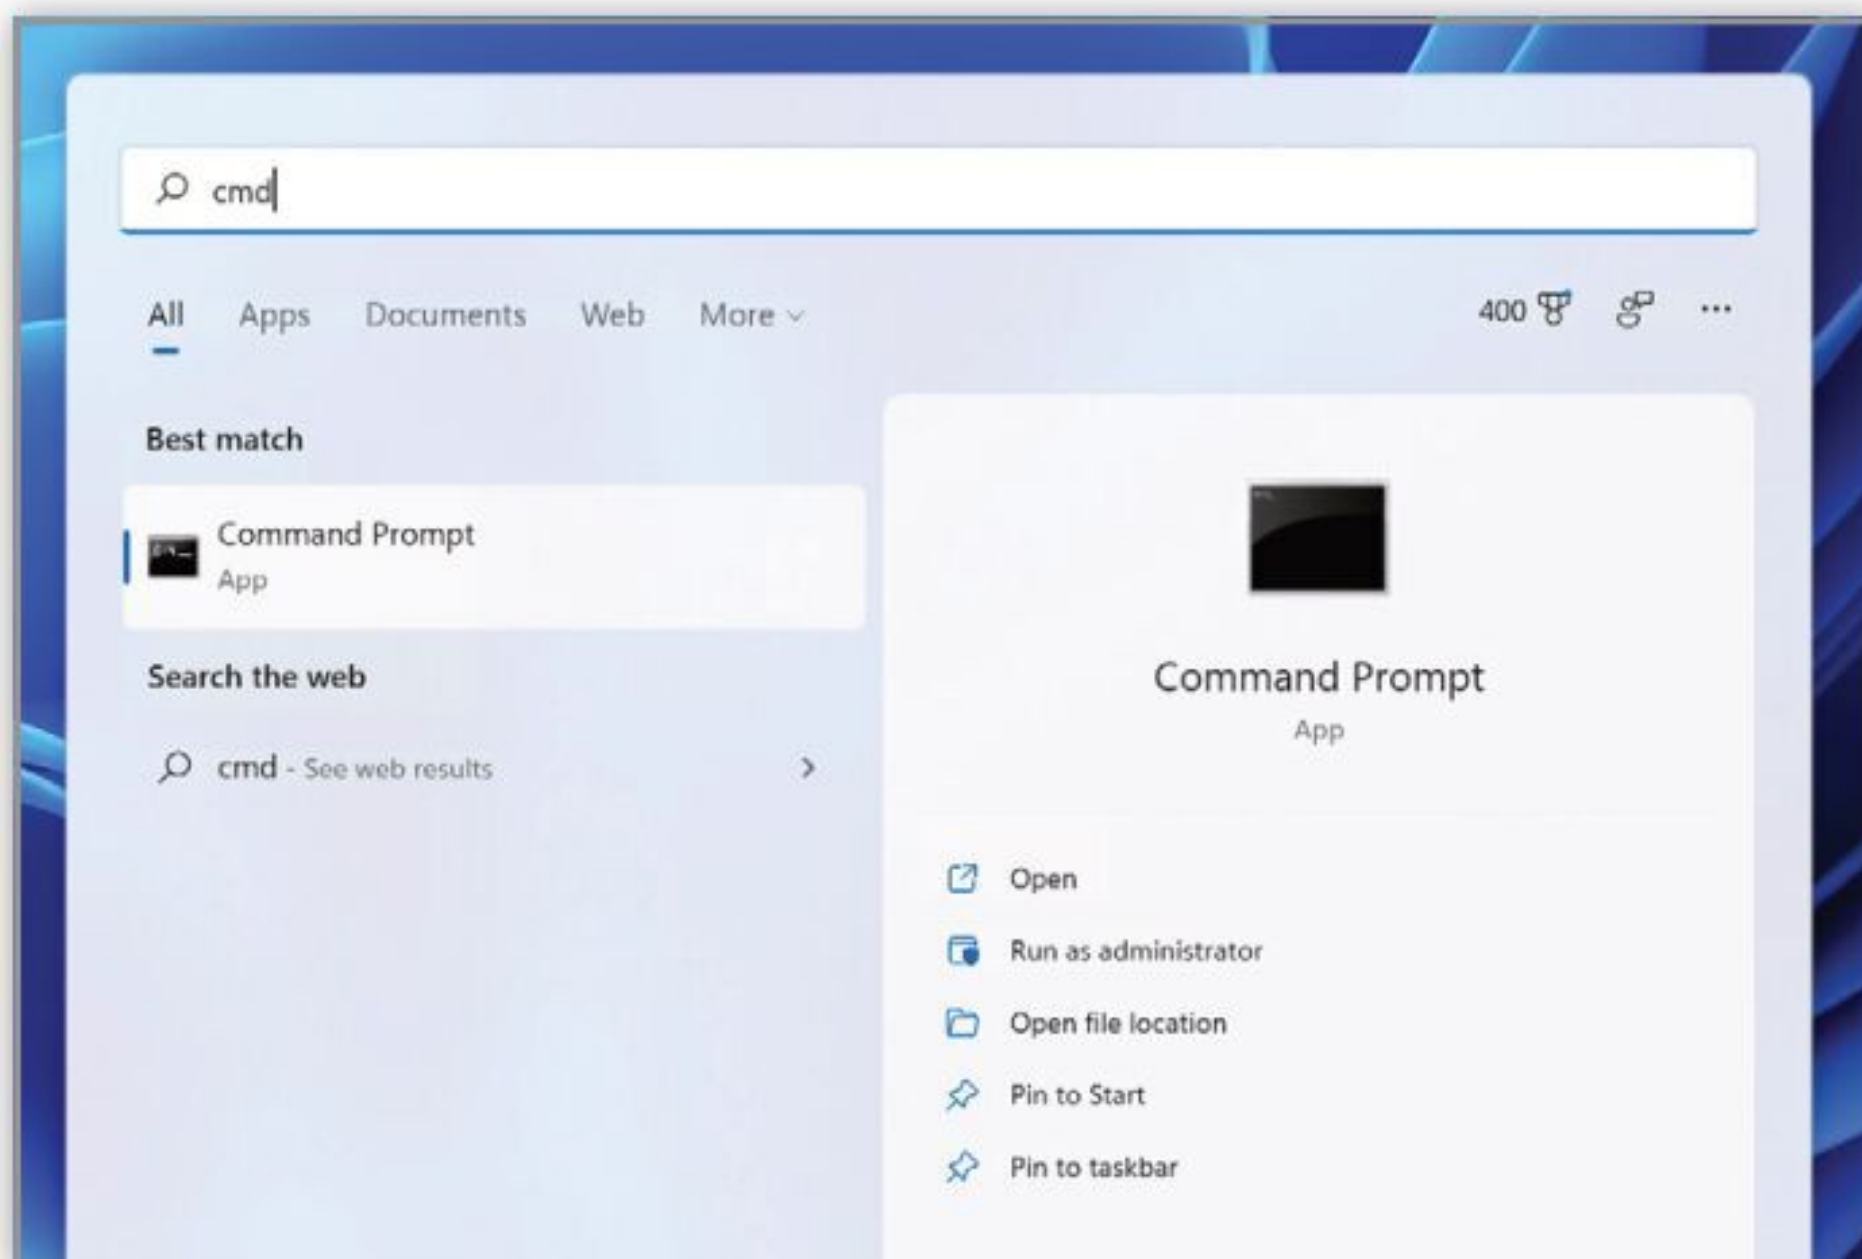 cmd
All Apps Documents Web More
400
Best match
Command Prompt
App
Search the web
cmd - See web results
Command Prompt
App
Open
Run as administrator
Open file location
Pin to Start
Pin to taskbar